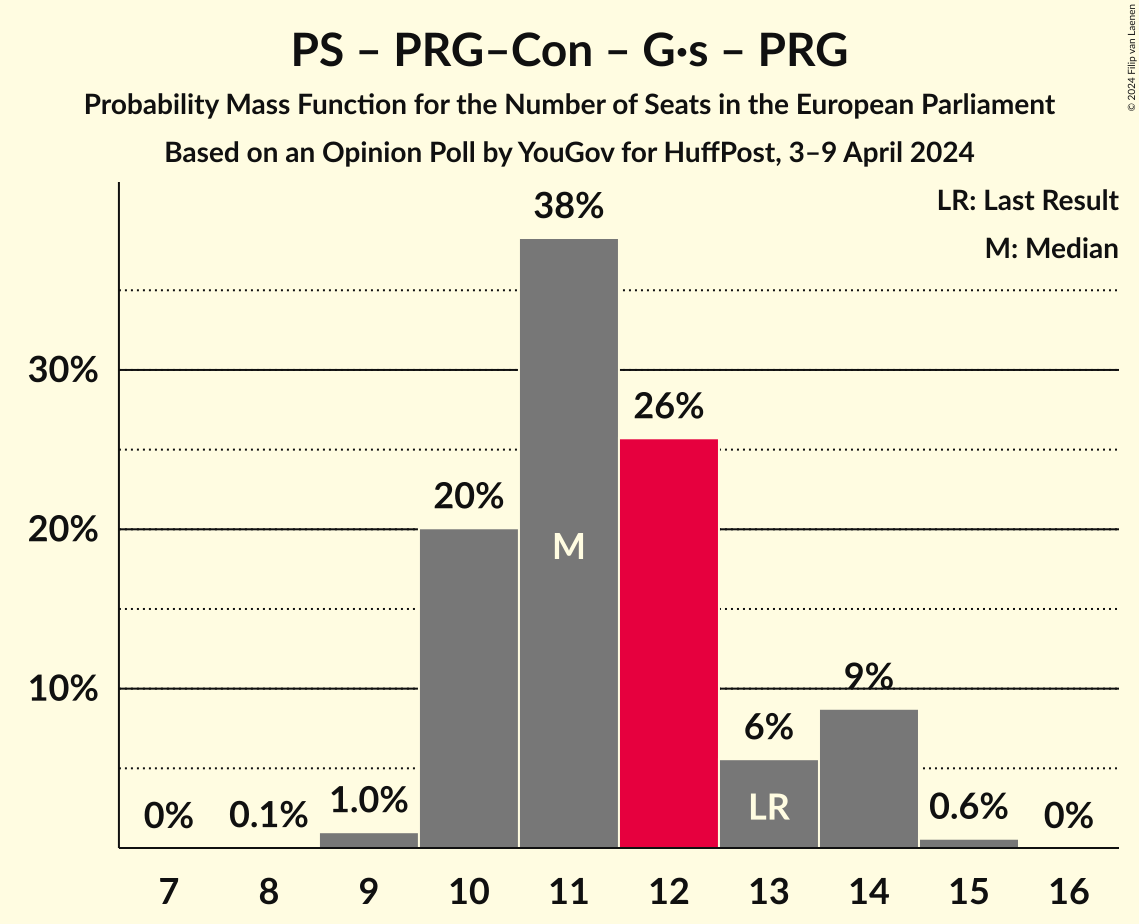 PS – PRG–Con – G•s – PRG
Probability Mass Function for the Number of Seats in the European Parliament
Based on an Opinion Poll by YouGov for HuffPost, 3–9 April 2024
© 2024 Filip van Laenen
LR: Last Result
M: Median
30%
20%
10%
0%
0.1%
1.0%
20%
38%
26%
6%
9%
0.6%
0%
M
LR
7 8 9 10 11 12 13 14 15 16